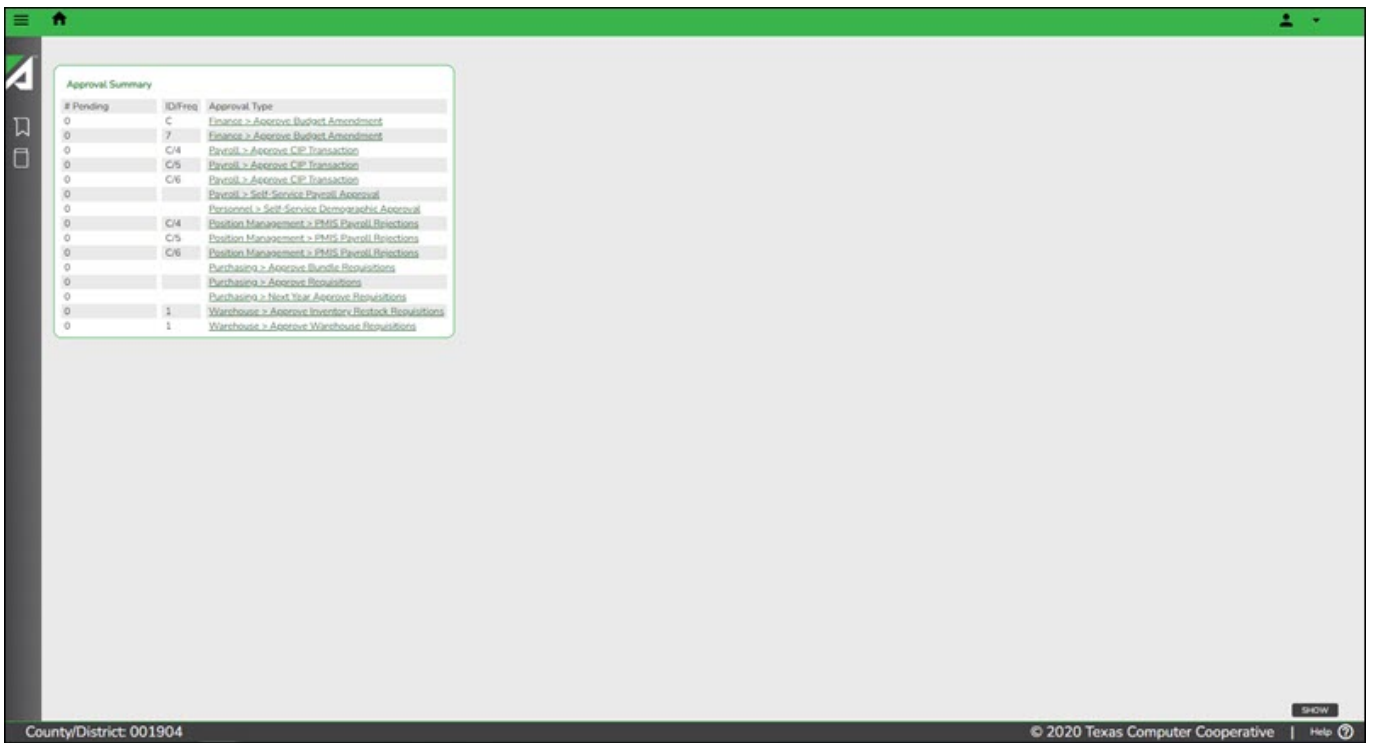 Approval Summary
# Pending ID/Freq Approval Type
0 C Finance > Approve Budget Amendment
0 7 Finance > Approve Budget Amendment
0 C/4 Payroll > Approve CIP Transaction
0 C/5 Payroll > Approve CIP Transaction
0 C/6 Payroll > Approve CIP Transaction
0 Payroll > Self-Service Payroll Approval
0 Personnel > Self-Service Demographic Approval
0 C/4 Position Management > PMIS Payroll Rejections
0 C/5 Position Management > PMIS Payroll Rejections
0 C/6 Position Management > PMIS Payroll Rejections
0 Purchasing > Approve Bundle Requisitions
0 Purchasing > Approve Requisitions
0 Purchasing > Next Year Approve Requisitions
0 1 Warehouse > Approve Inventory Restock Requisitions
0 1 Warehouse > Approve Warehouse Requisitions
SHOW
County/District: 001904 © 2020 Texas Computer Cooperative | Help ?